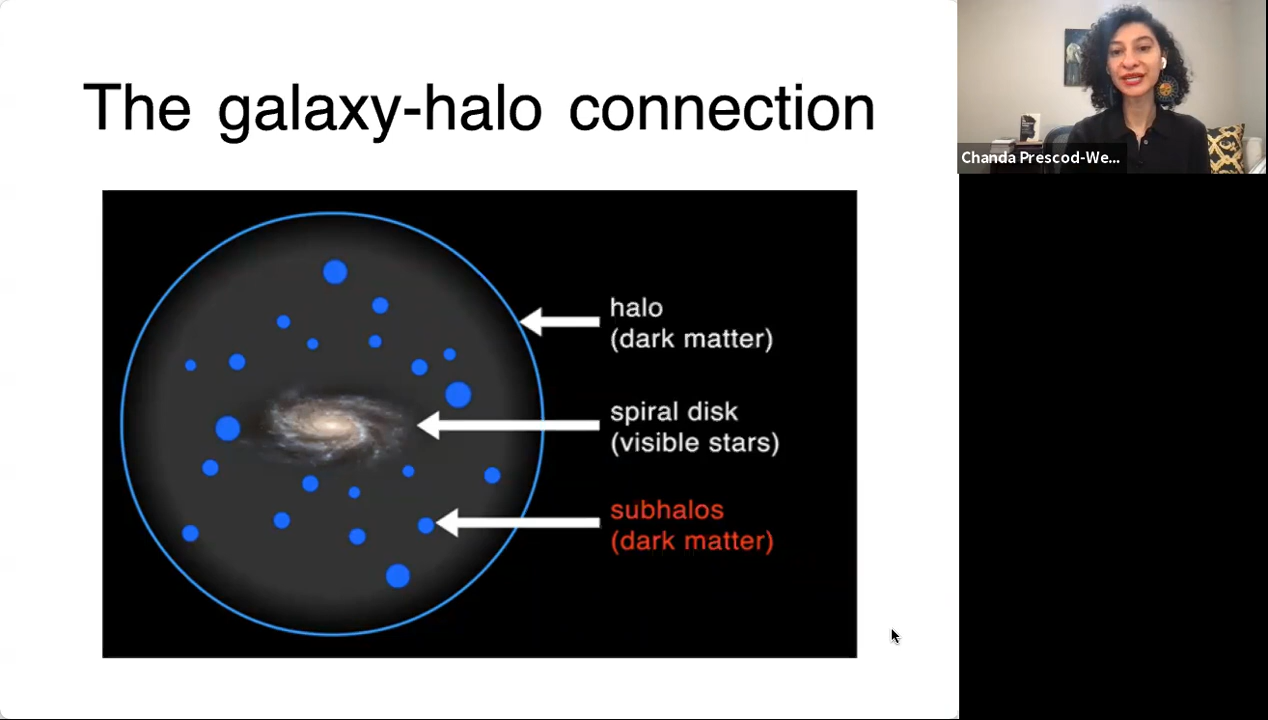 The galaxy-halo connection
halo
(dark matter)
spiral disk
(visible stars)
subhalos
(dark matter)
Chanda Prescod-We...